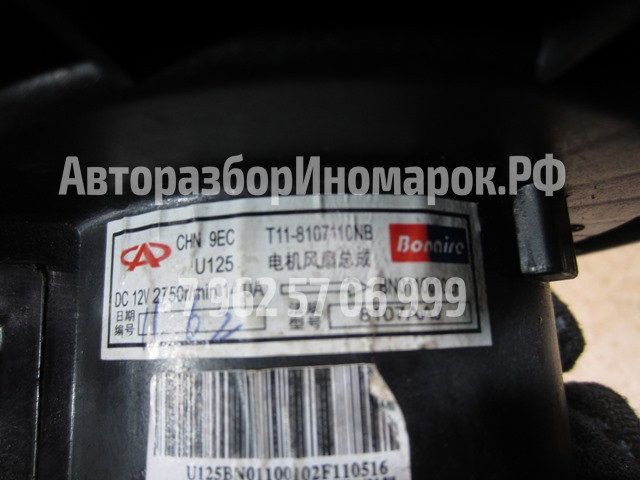 АвторазборИномарок.РФ
CHN 9EC T11-8107110NB Bonaire
U125 电机风扇总成
DC 12V 2750r/min
962 57 06 999
日期
编号 162 型号
U125BN01100102F110516